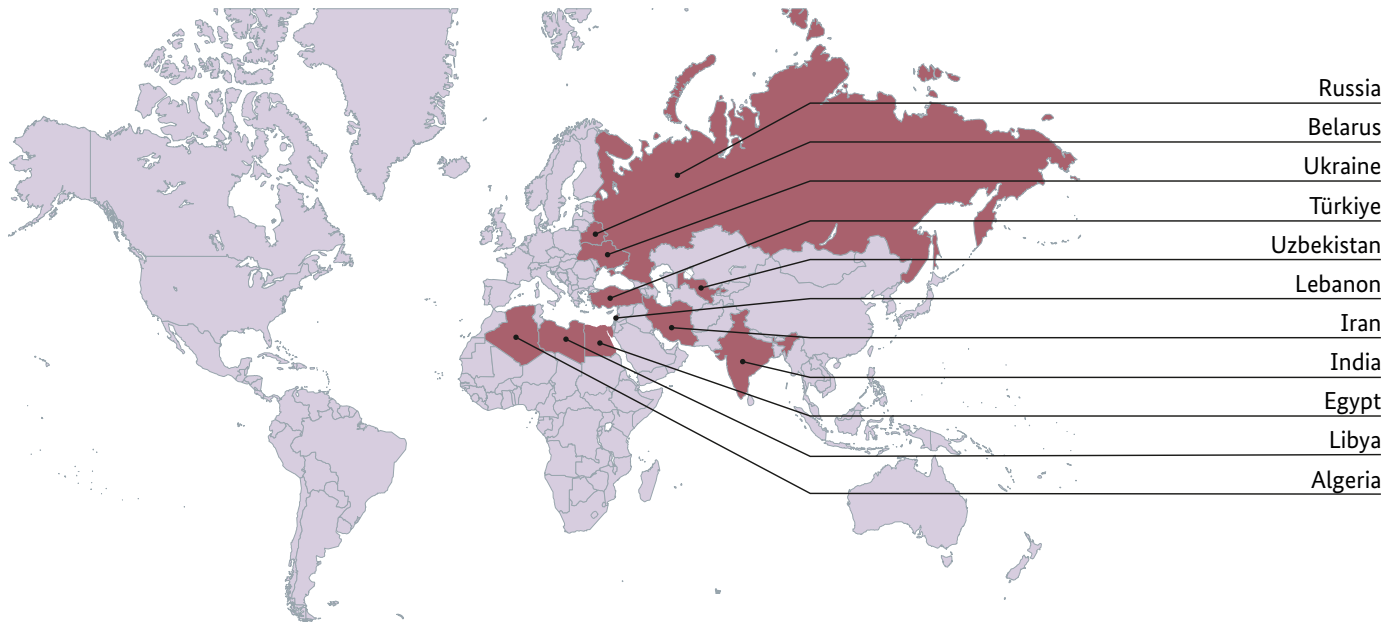 Russia
Belarus
Ukraine
Türkiye
Uzbekistan
Lebanon
Iran
India
Egypt
Libya
Algeria